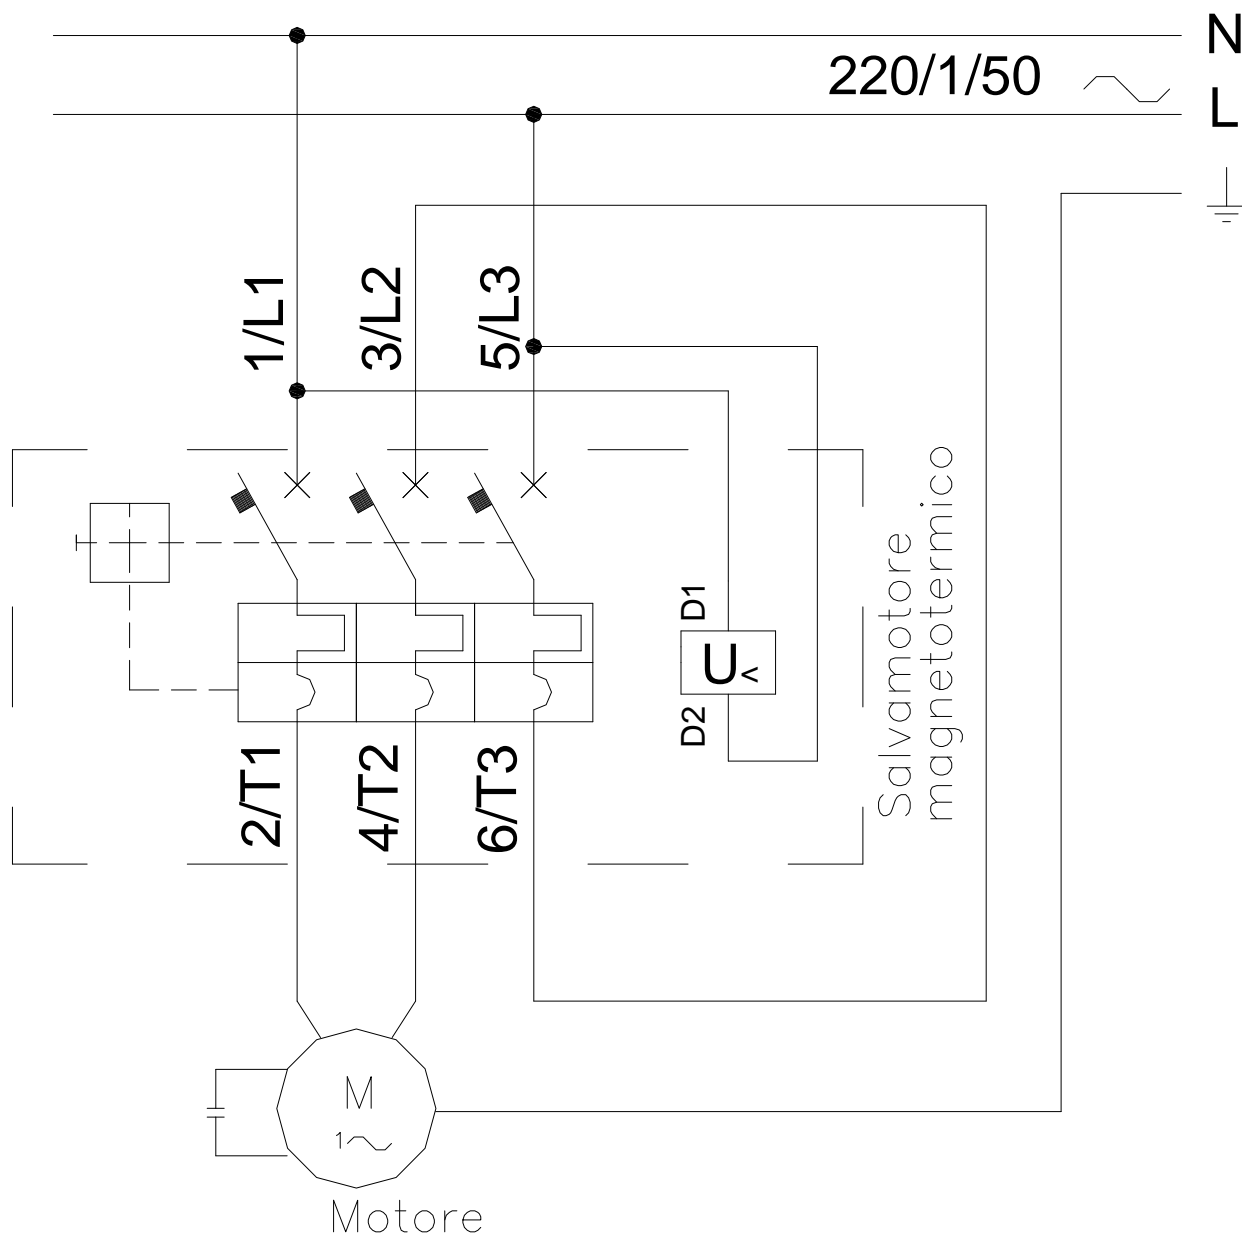 N
220/1/50
L
1/L1
3/L2
5/L3
Salvamotore
magnetotermico
D1
U<
D2
2/T1
4/T2
6/T3
M
1
Motore